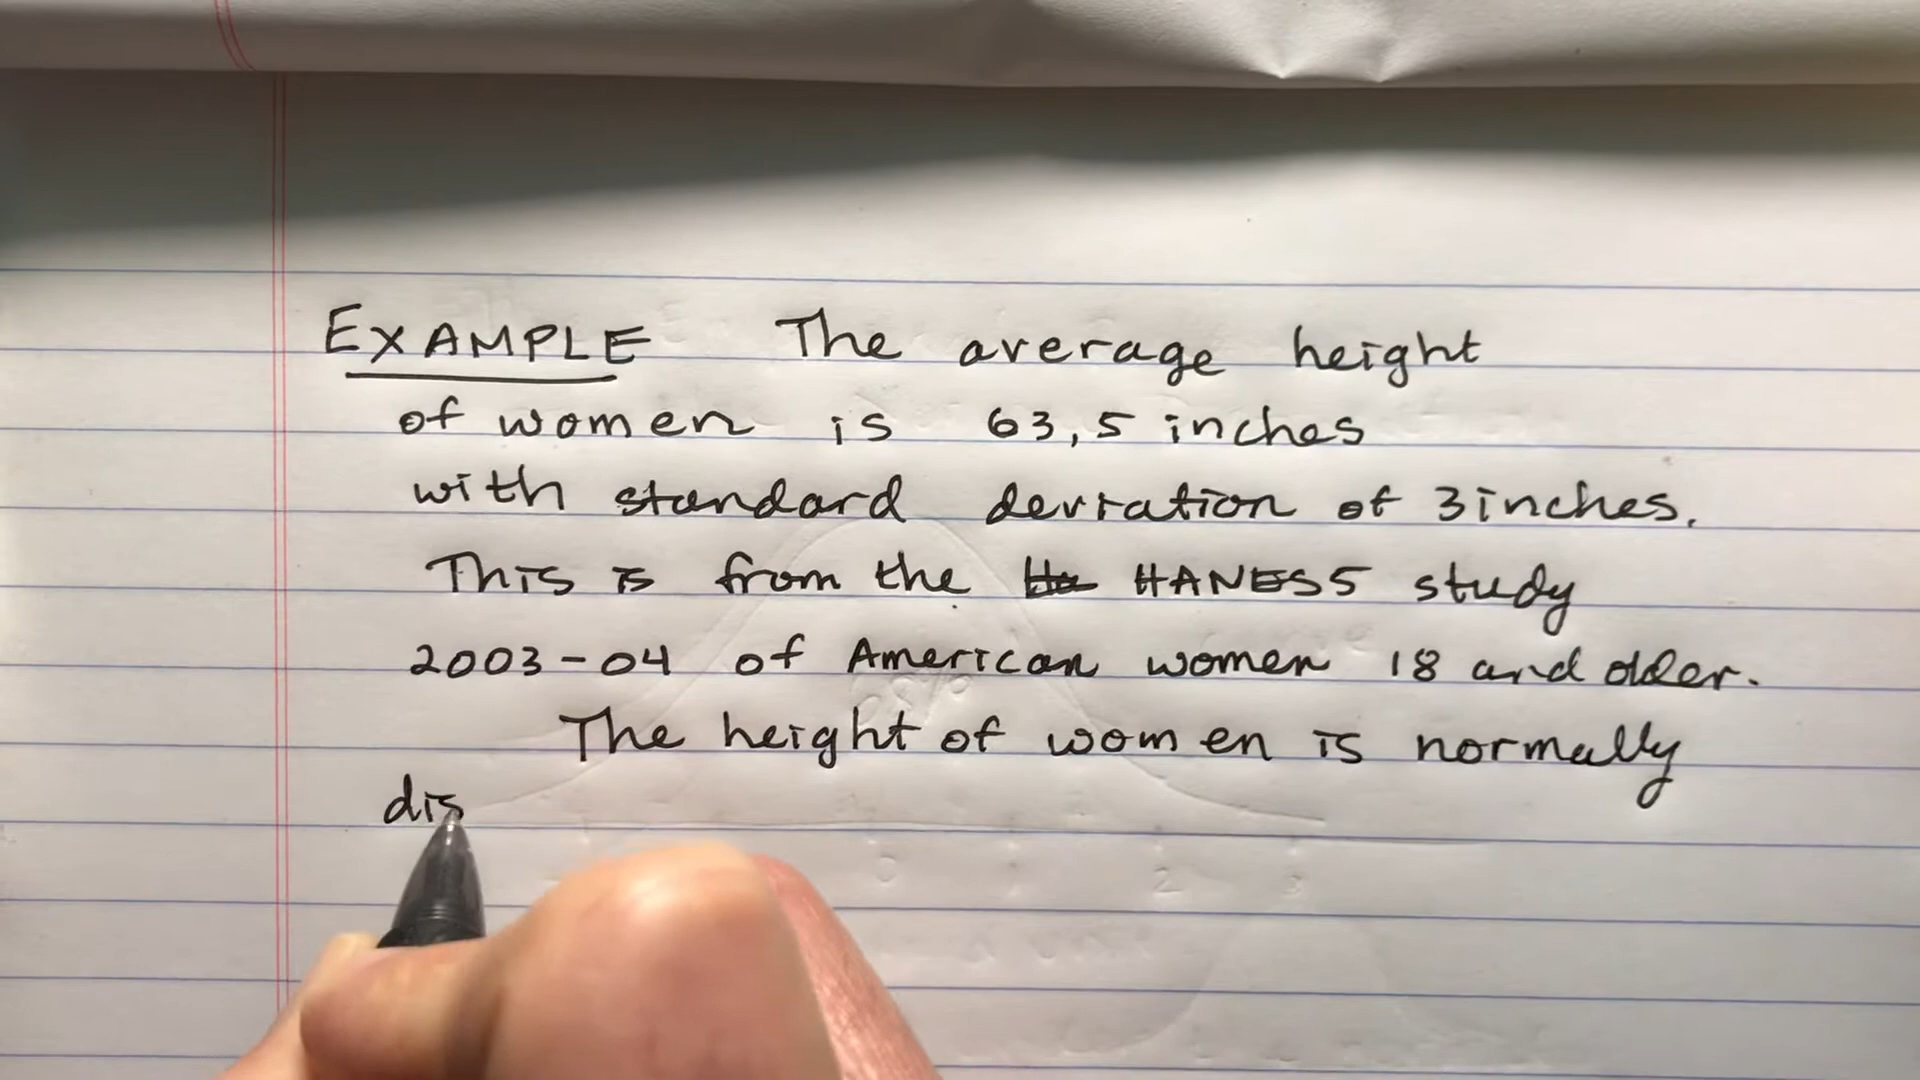 EXAMPLE The average height
of women is 63,5 inches
with standard deviation of 3inches.
This is from the HANES5 study
2003-04 of American women 18 and older.
The height of women is normally
dis